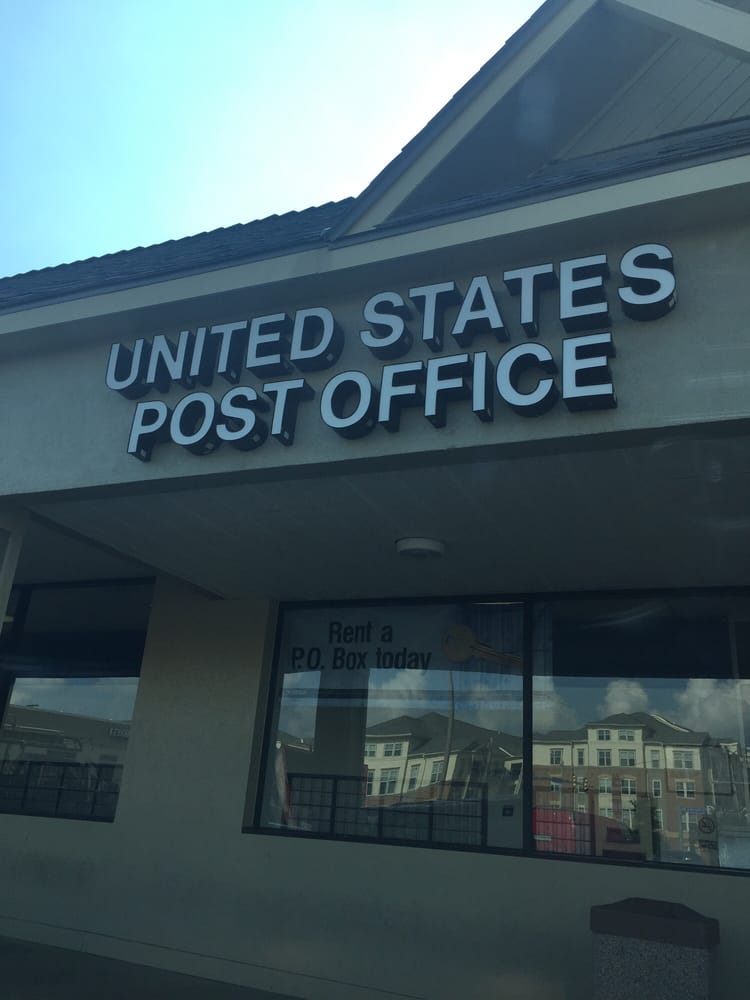 UNITED STATES
POST OFFICE
Rent a
P.O. Box today